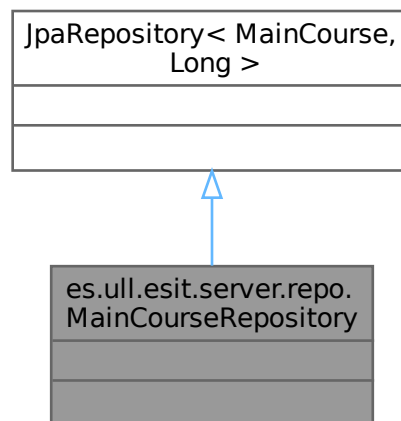 JpaRepository< MainCourse,
Long >
es.ull.esit.server.repo.
MainCourseRepository